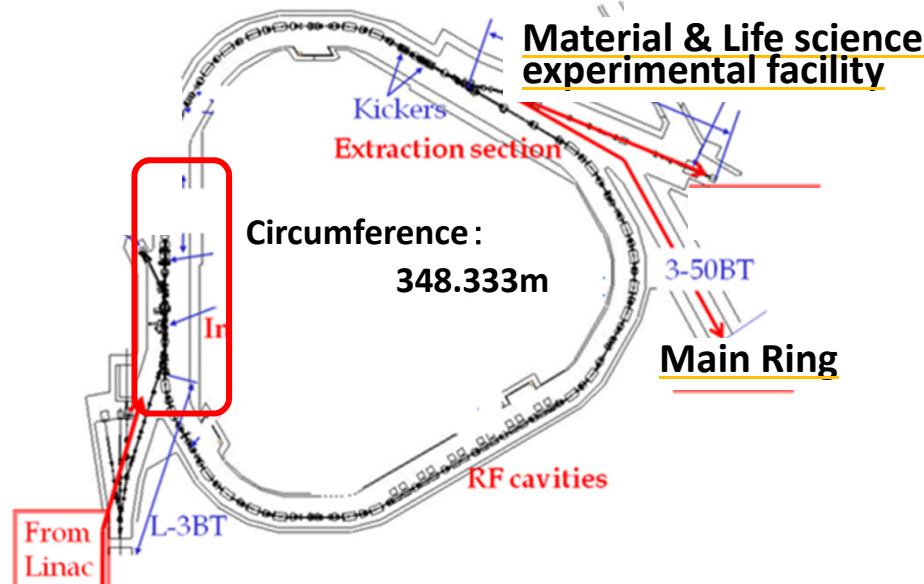 Material & Life science
experimental facility
Kickers
Extraction section
Circumference :
348.333m
3-50BT
In
Main Ring
RF cavities
L-3BT
From
Linac